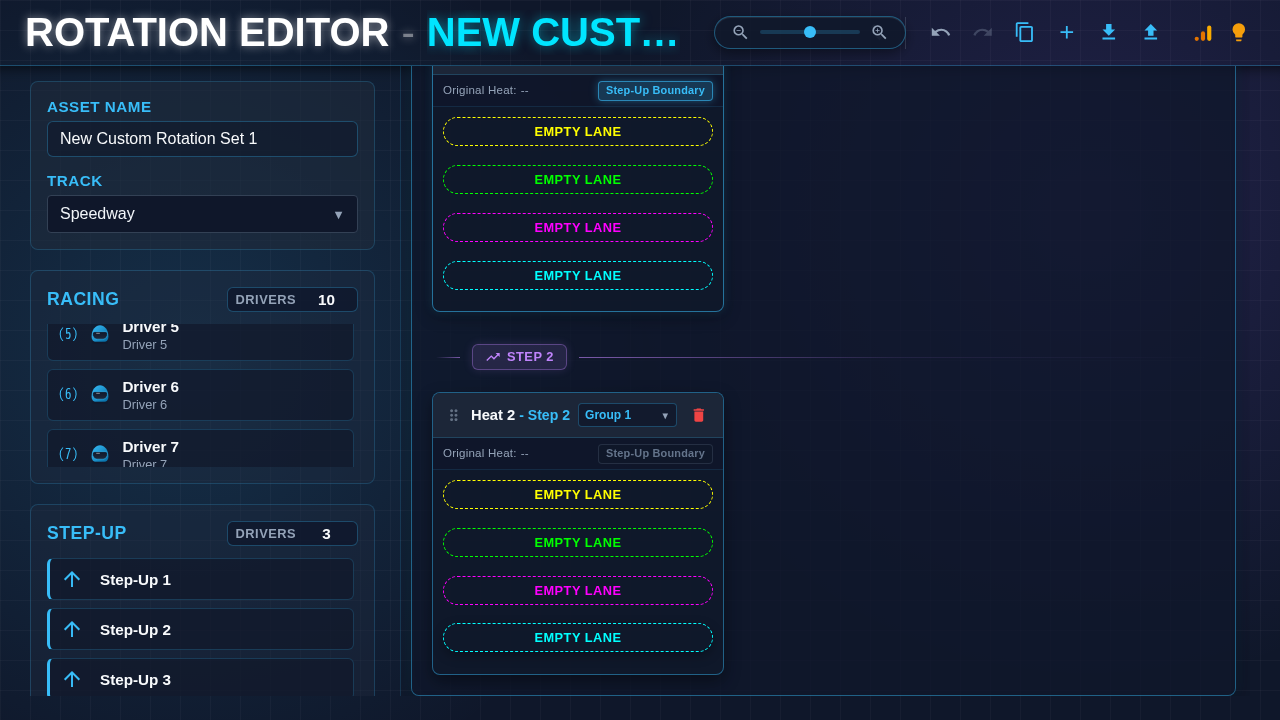 ROTATION EDITOR - NEW CUST...
ASSET NAME
New Custom Rotation Set 1
TRACK
Speedway
RACING
DRIVERS 10
(5)
Driver 5
Driver 5
(6)
Driver 6
Driver 6
(7)
Driver 7
Driver 7
STEP-UP
DRIVERS 3
Step-Up 1
Step-Up 2
Step-Up 3
Original Heat: --
Step-Up Boundary
EMPTY LANE
EMPTY LANE
EMPTY LANE
EMPTY LANE
STEP 2
Heat 2 - Step 2
Group 1
Original Heat: --
Step-Up Boundary
EMPTY LANE
EMPTY LANE
EMPTY LANE
EMPTY LANE